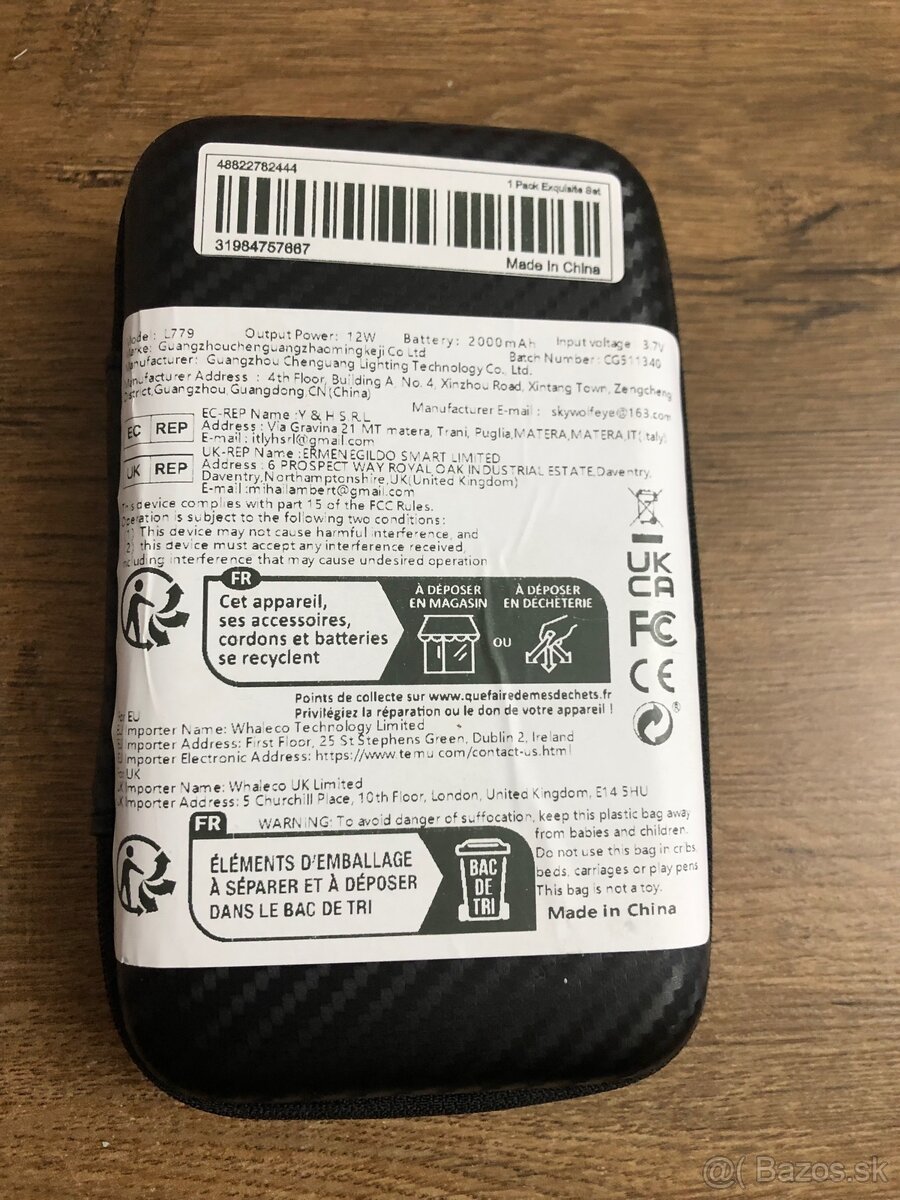 48822782444
1 Pack Exquisite Set
31984757667
Made In China
Model : L779 Output Power: 12W Battery: 2000mAh Input voltage 3.7V
Marke: Guangzhouchenguangzhaomingkeji Co Ltd Batch Number: CGS11340
Manufacturer: Guangzhou Chenguang Lighting Technology Co., Ltd.
Manufacturer Address : 4th Floor, Building A, No. 4, Xinzhou Road, Xintang Town, Zengcheng
District,Guangzhou,Guangdong,CN(China)
Manufacturer E-mail : skywolfeye@163.com
EC REP
EC-REP Name :Y & H S.R.L
Address : Via Gravina 21 MT matera, Trani, Puglia,MATERA,MATERA,IT(Italy)
E-mail : itlyhsrl@gmail.com
UK REP
UK-REP Name :ERMENEGILDO SMART LIMITED
Address : 6 PROSPECT WAY ROYAL OAK INDUSTRIAL ESTATE,Daventry,
Daventry,Northamptonshire,UK(United Kingdom)
E-mail :mihailambert@gmail.com
This device complies with part 15 of the FCC Rules.
Operation is subject to the following two conditions:
1) This device may not cause harmful interference, and
2) this device must accept any interference received,
including interference that may cause undesired operation
UK
CA
FC
CE
FR
Cet appareil,
ses accessoires,
cordons et batteries
se recyclent
À DÉPOSER
EN MAGASIN
OU
À DÉPOSER
EN DÉCHÈTERIE
Points de collecte sur www.quefairedemesdechets.fr
Privilégiez la réparation ou le don de votre appareil !
For EU
EU Importer Name: Whaleco Technology Limited
EU Importer Address: First Floor, 25 St Stephens Green, Dublin 2, Ireland
EU Importer Electronic Address: https://www.temu.com/contact-us.html
For UK
UK Importer Name: Whaleco UK Limited
UK Importer Address: 5 Churchill Place, 10th Floor, London, United Kingdom, E14 5HU
FR
ÉLÉMENTS D'EMBALLAGE
À SÉPARER ET À DÉPOSER
DANS LE BAC DE TRI
BAC
DE
TRI
WARNING: To avoid danger of suffocation, keep this plastic bag away
from babies and children.
Do not use this bag in cribs,
beds, carriages or play pens
This bag is not a toy.
Made in China
@( Bazos.sk